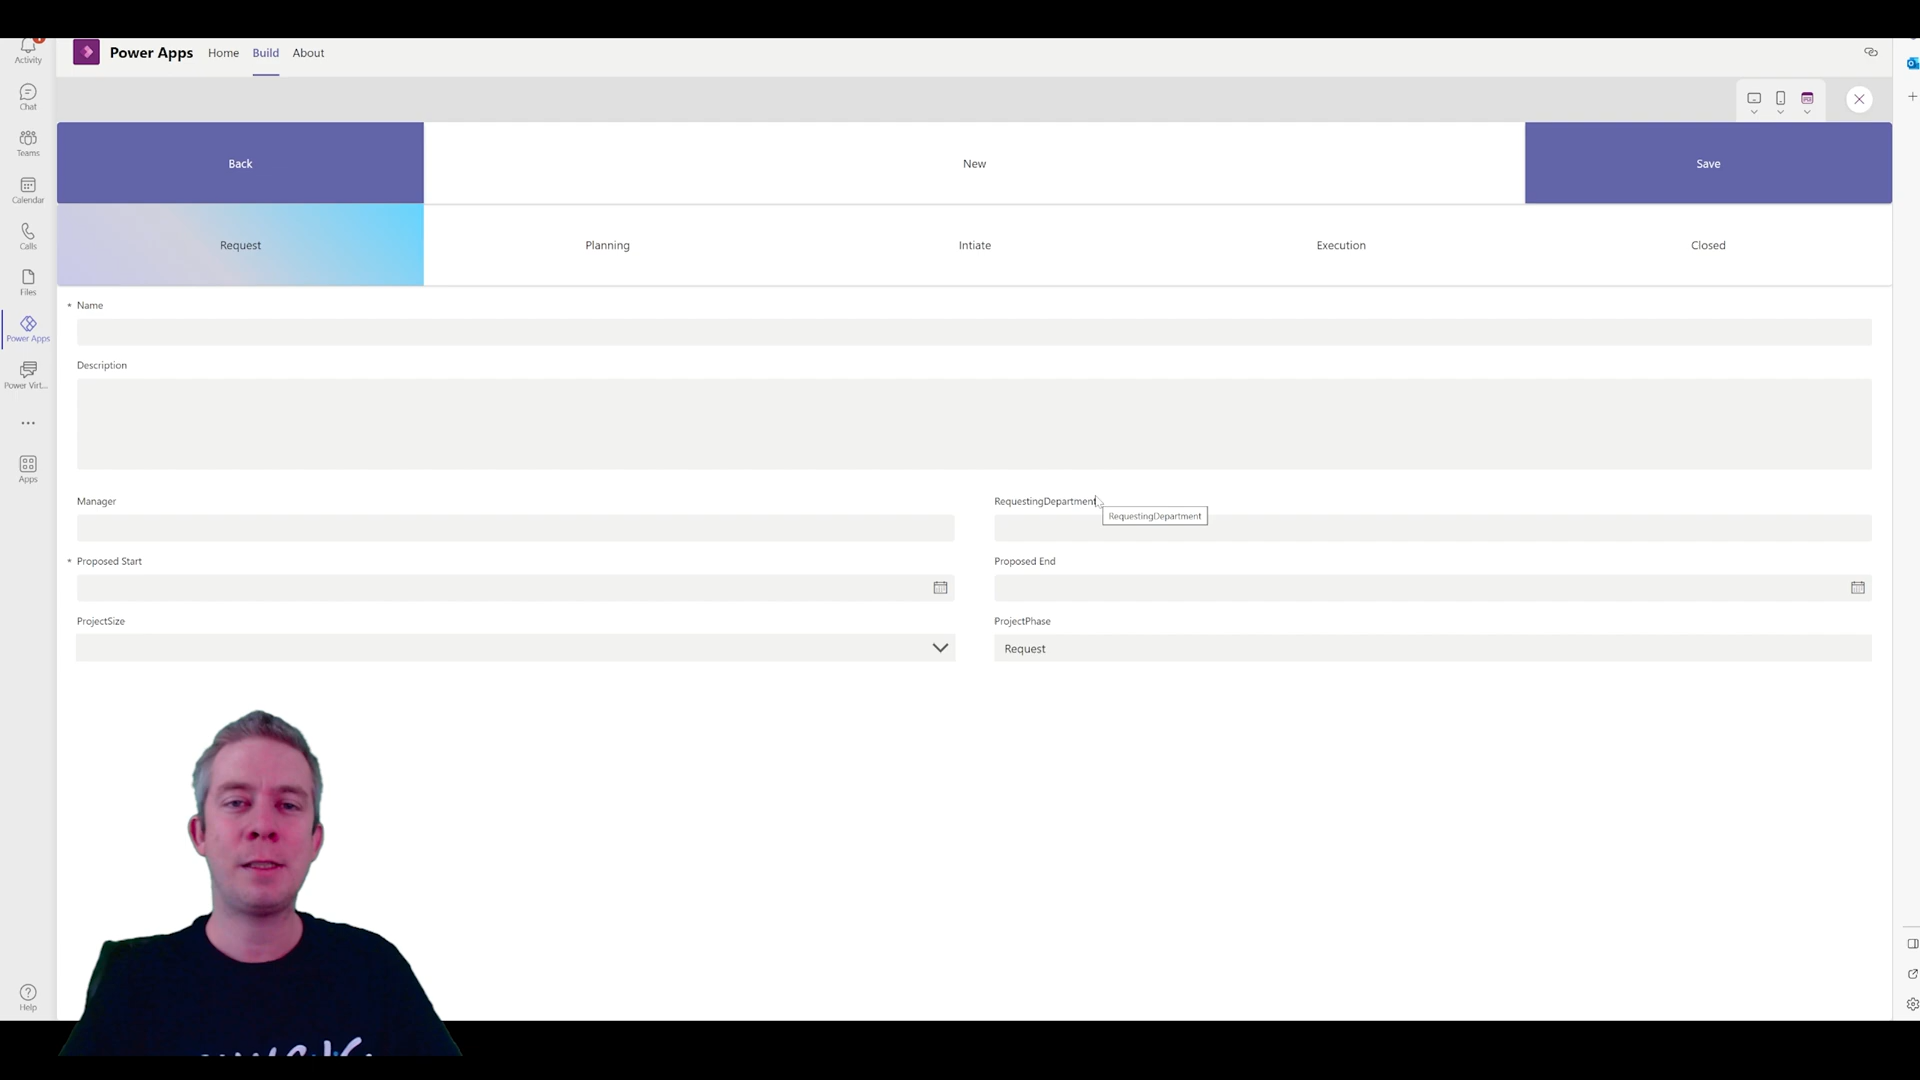 Activity
Power Apps
Home
Build
About
Chat
Teams
Calendar
Calls
Files
Power Apps
Power Virt...
Apps
Help
Back
New
Save
Request
Planning
Intiate
Execution
Closed
* Name
Description
Manager
RequestingDepartment
RequestingDepartment
* Proposed Start
Proposed End
ProjectSize
ProjectPhase
Request